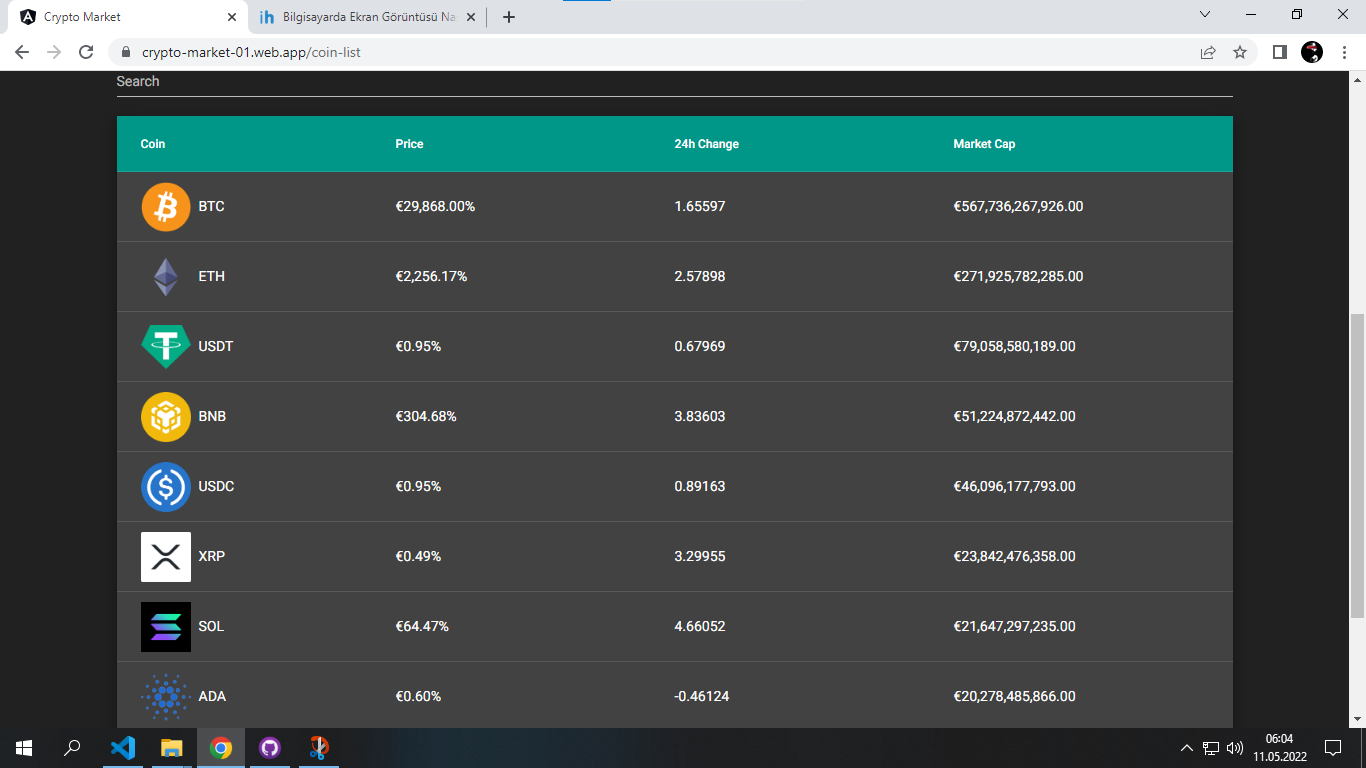 Crypto Market
Bilgisayarda Ekran Görüntüsü Na
crypto-market-01.web.app/coin-list
Search
Coin Price 24h Change Market Cap
BTC €29,868.00% 1.65597 €567,736,267,926.00
ETH €2,256.17% 2.57898 €271,925,782,285.00
USDT €0.95% 0.67969 €79,058,580,189.00
BNB €304.68% 3.83603 €51,224,872,442.00
USDC €0.95% 0.89163 €46,096,177,793.00
XRP €0.49% 3.29955 €23,842,476,358.00
SOL €64.47% 4.66052 €21,647,297,235.00
ADA €0.60% -0.46124 €20,278,485,866.00
06:04
11.05.2022